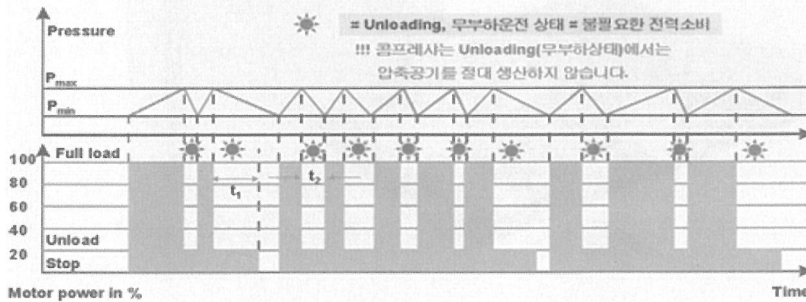 Pressure
= Unloading, 무부하운전 상태 = 불필요한 전력소비
!!! 콤프레샤는 Unloading(무부하상태)에서는
압축공기를 절대 생산하지 않습니다.
Pmax
Pmin
100
Full load
80
60
40
20
t1
t2
Unload
Stop
Motor power in %
Time